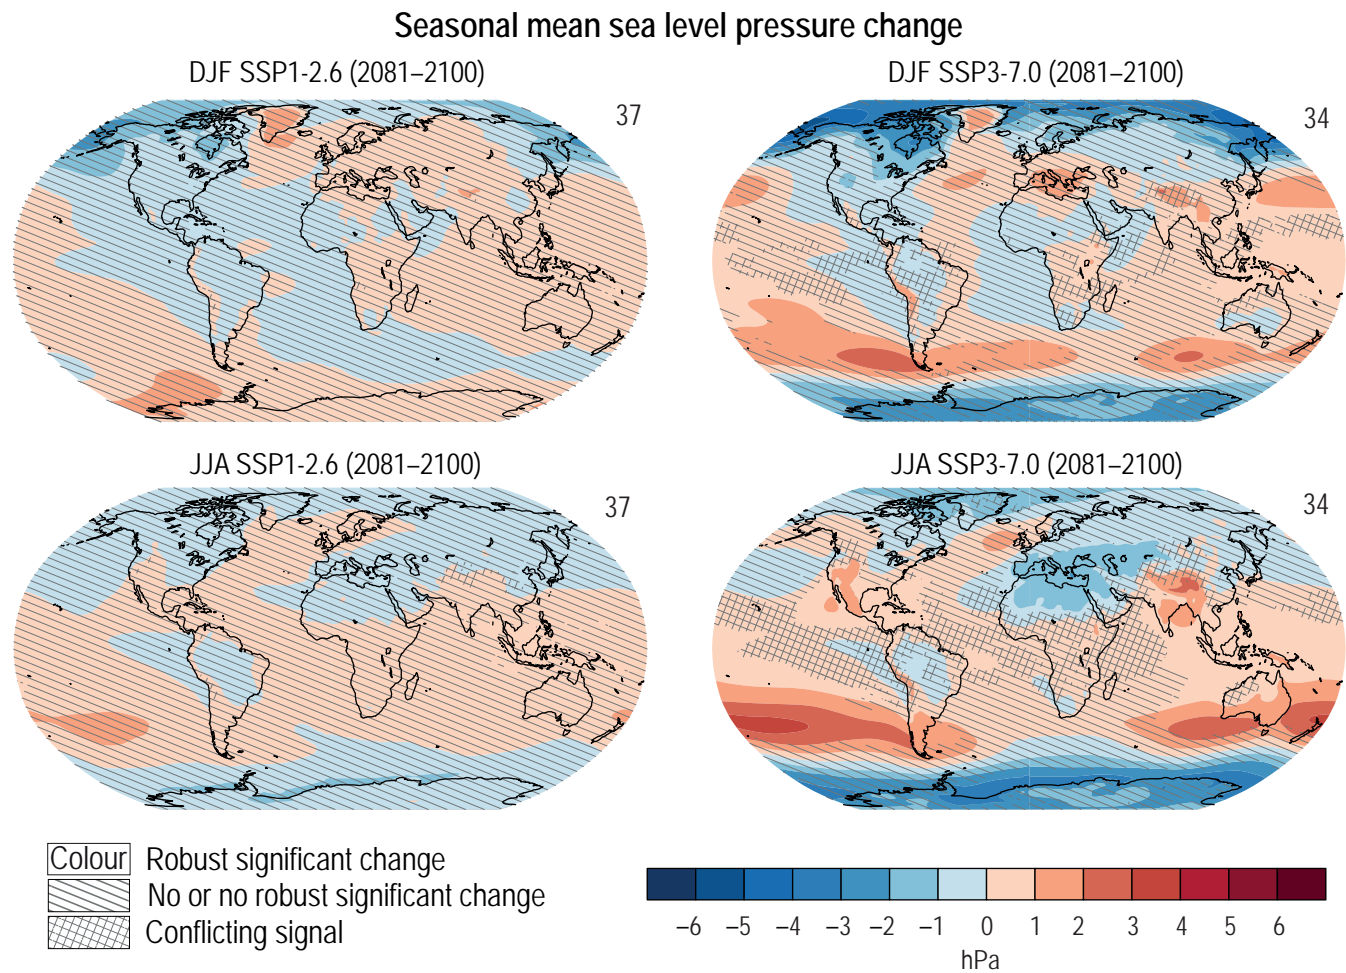 Seasonal mean sea level pressure change
DJF SSP1-2.6 (2081–2100)
37
DJF SSP3-7.0 (2081–2100)
34
JJA SSP1-2.6 (2081–2100)
37
JJA SSP3-7.0 (2081–2100)
34
Colour Robust significant change
No or no robust significant change
Conflicting signal
–6 –5 –4 –3 –2 –1 0 1 2 3 4 5 6
hPa